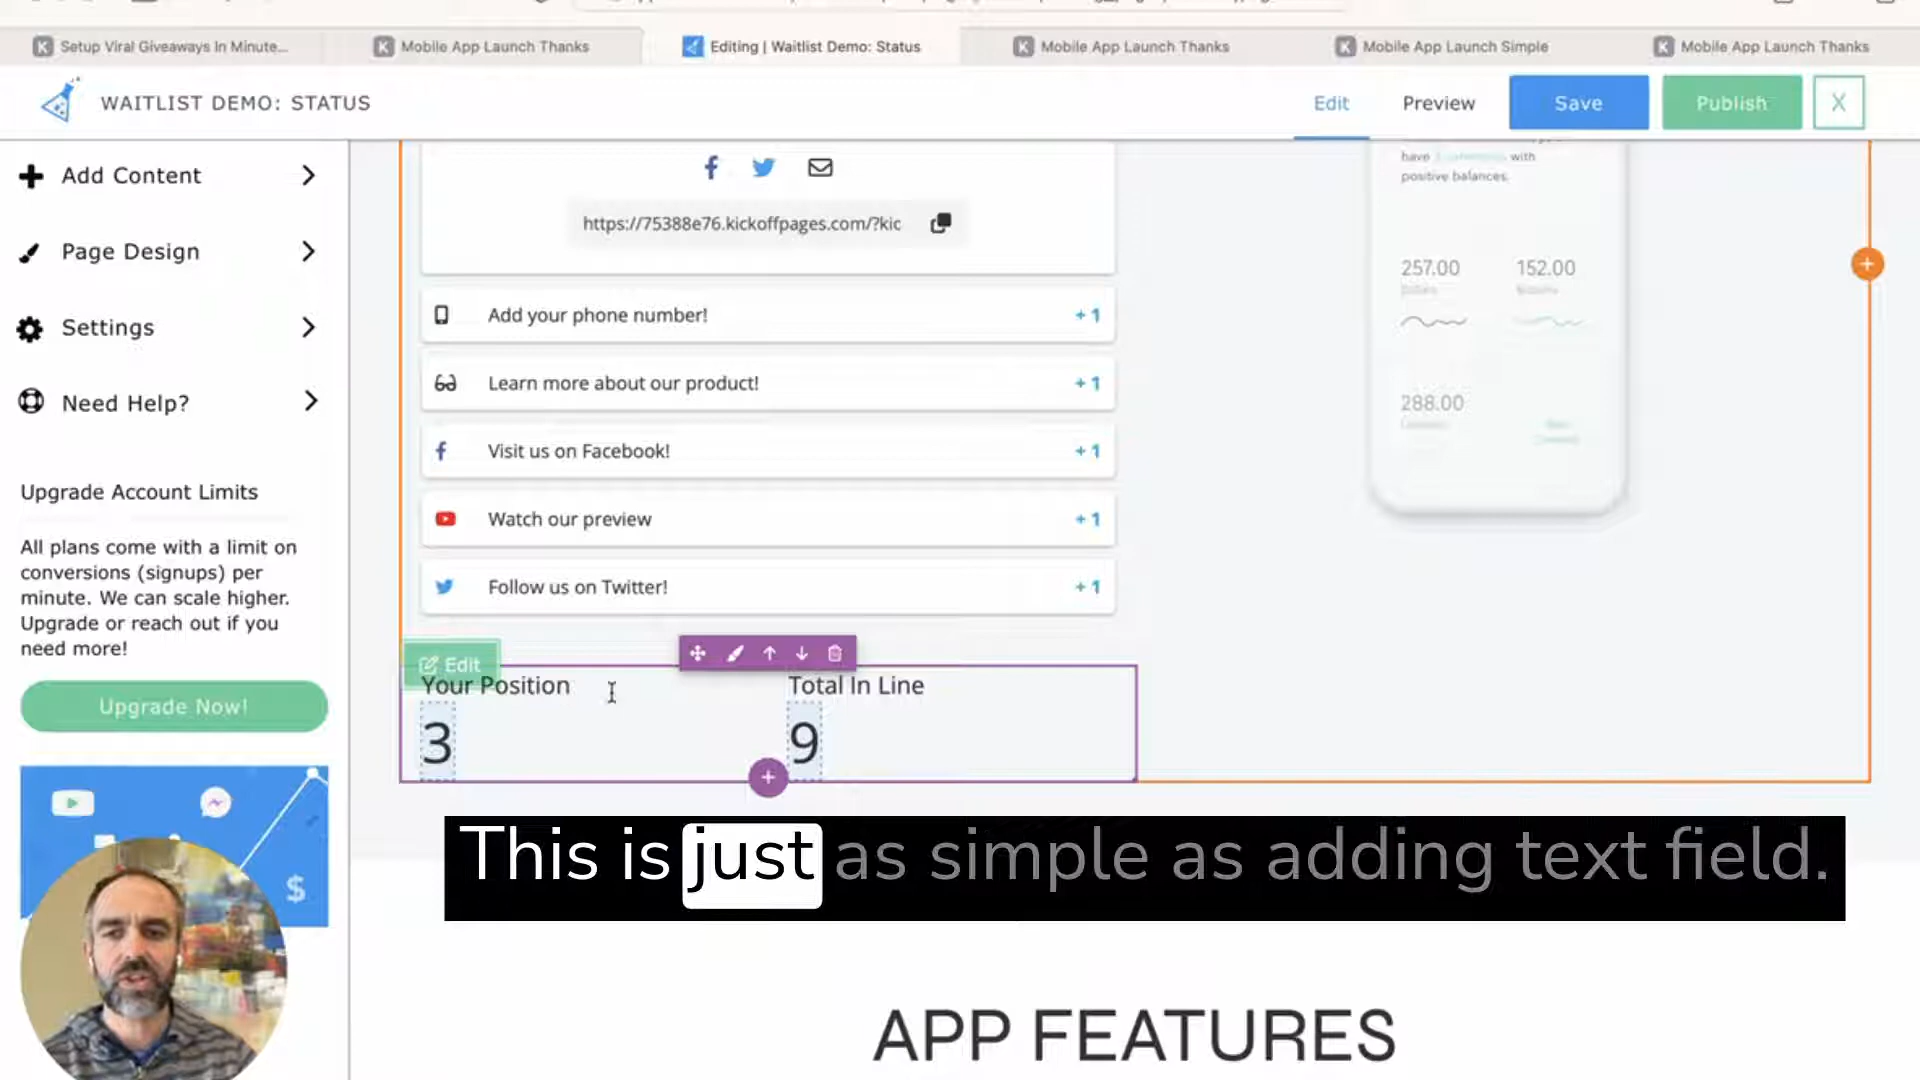 Setup Viral Giveaways In Minute...
Mobile App Launch Thanks
Editing | Waitlist Demo: Status
Mobile App Launch Thanks
Mobile App Launch Simple
Mobile App Launch Thanks
WAITLIST DEMO: STATUS
Edit
Preview
Save
Publish
X
Add Content
Page Design
Settings
Need Help?
Upgrade Account Limits
All plans come with a limit on
conversions (signups) per
minute. We can scale higher.
Upgrade or reach out if you
need more!
Upgrade Now!
$
https://75388e76.kickoffpages.com/?kic
Add your phone number!
+ 1
Learn more about our product!
+ 1
Visit us on Facebook!
+ 1
Watch our preview
+ 1
Follow us on Twitter!
+ 1
have
with
positive balances.
257.00
152.00
288.00
Edit
Your Position
3
Total In Line
9
This is just as simple as adding text field.
APP FEATURES